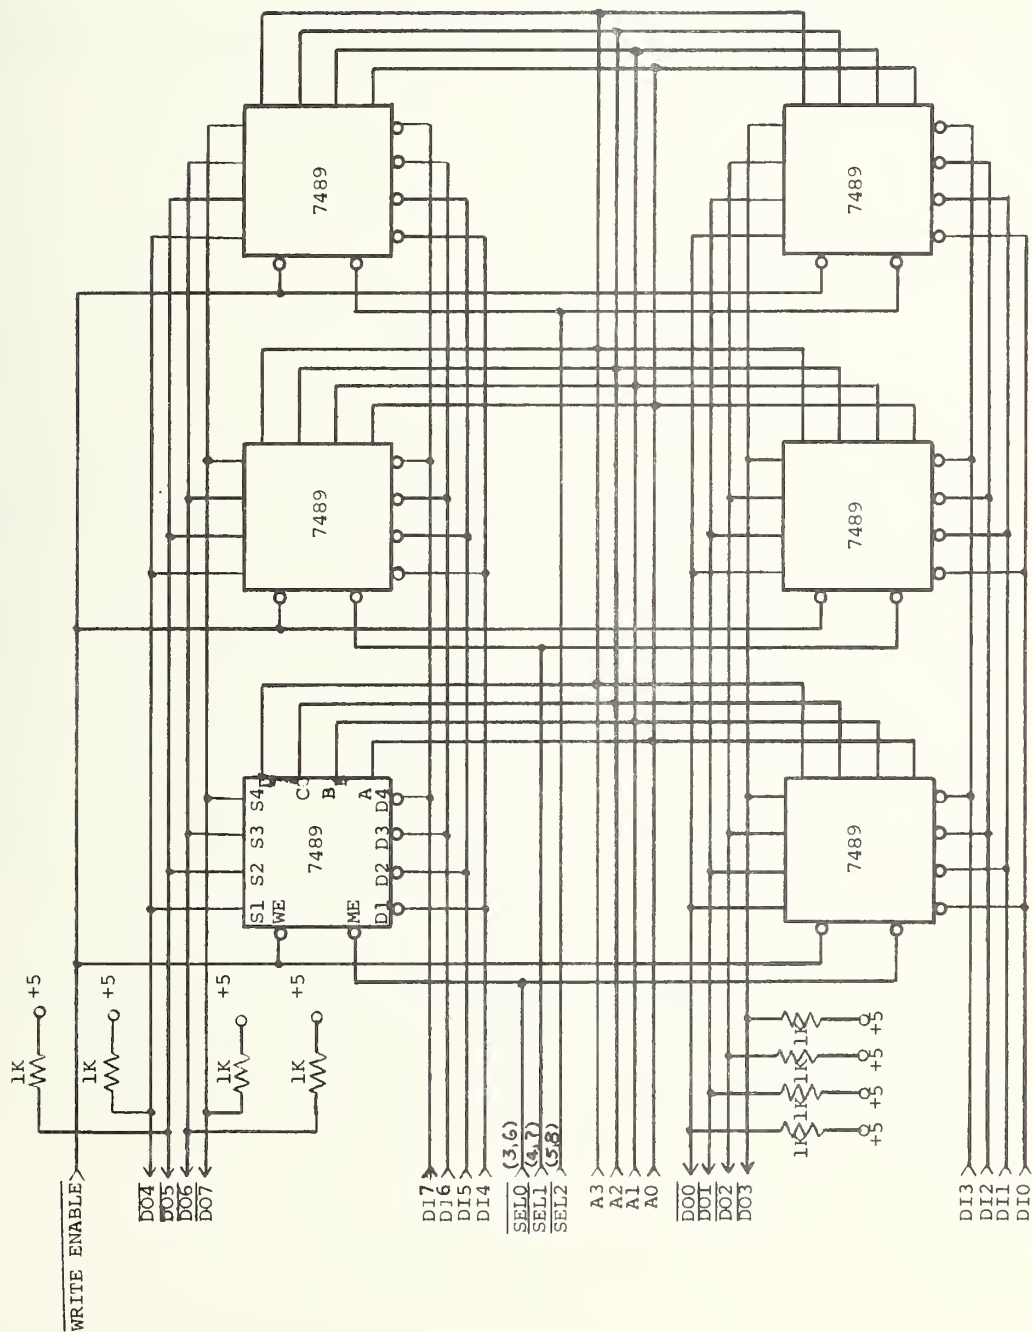 WRITE ENABLE
DO4
DO5
DO6
DO7
1K
+5
1K
+5
1K
+5
1K
+5
DI7
DI6
DI5
DI4
SEL0 (3,6)
SEL1 (4,7)
SEL2 (5,8)
A3
A2
A1
A0
DO0
DO1
DO2
DO3
1K
+5
1K
+5
1K
+5
1K
+5
DI3
DI2
DI1
DI0
S1 S2 S3 S4
WE
ME
7489
D
C
B
A
D1 D2 D3 D4
7489
7489
7489
7489
7489